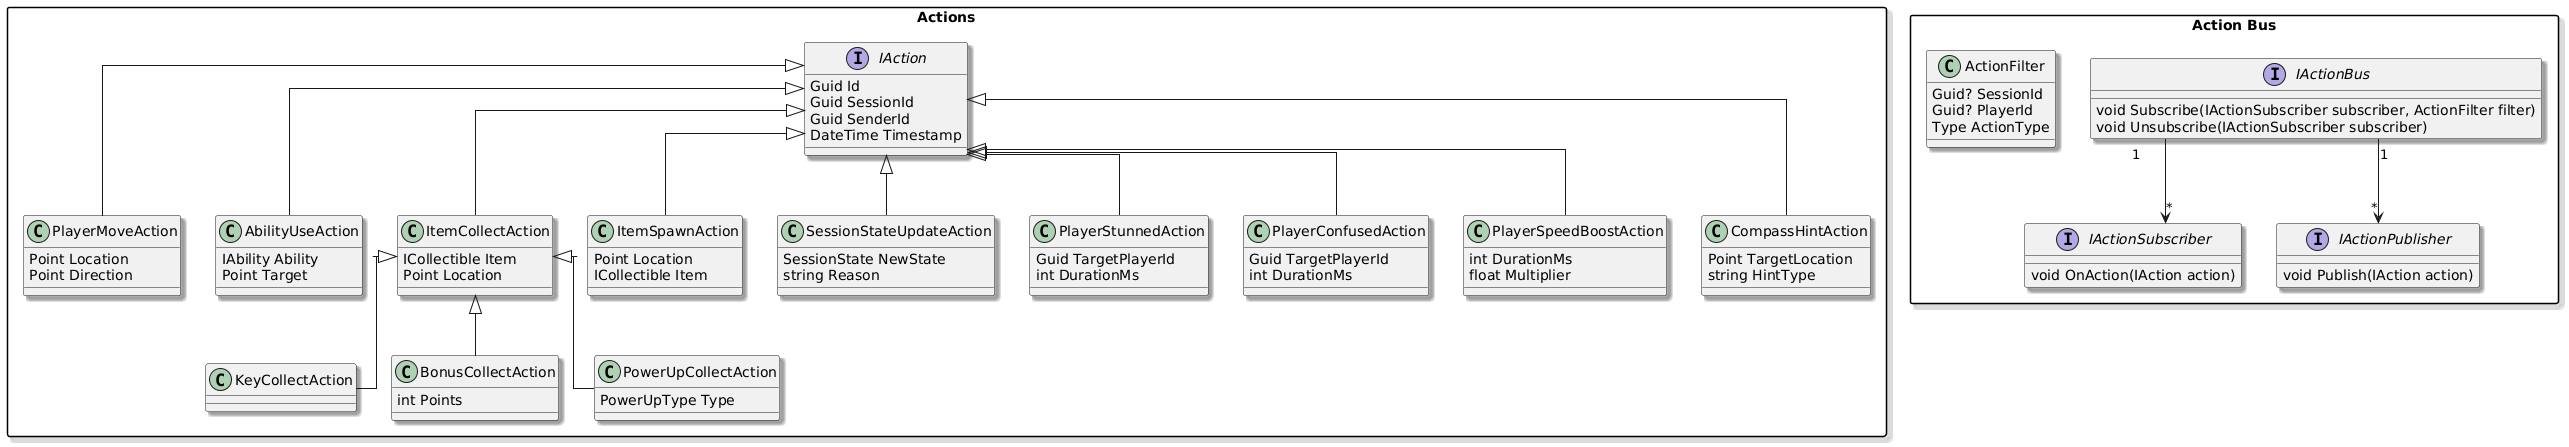 Actions
I IAction
Guid Id
Guid SessionId
Guid SenderId
DateTime Timestamp
C PlayerMoveAction
Point Location
Point Direction
C AbilityUseAction
IAbility Ability
Point Target
C ItemCollectAction
ICollectible Item
Point Location
C ItemSpawnAction
Point Location
ICollectible Item
C SessionStateUpdateAction
SessionState NewState
string Reason
C PlayerStunnedAction
Guid TargetPlayerId
int DurationMs
C PlayerConfusedAction
Guid TargetPlayerId
int DurationMs
C PlayerSpeedBoostAction
int DurationMs
float Multiplier
C CompassHintAction
Point TargetLocation
string HintType
C KeyCollectAction
C BonusCollectAction
int Points
C PowerUpCollectAction
PowerUpType Type
Action Bus
C ActionFilter
Guid? SessionId
Guid? PlayerId
Type ActionType
I IActionBus
void Subscribe(IActionSubscriber subscriber, ActionFilter filter)
void Unsubscribe(IActionSubscriber subscriber)
1
1
*
*
I IActionSubscriber
void OnAction(IAction action)
I IActionPublisher
void Publish(IAction action)